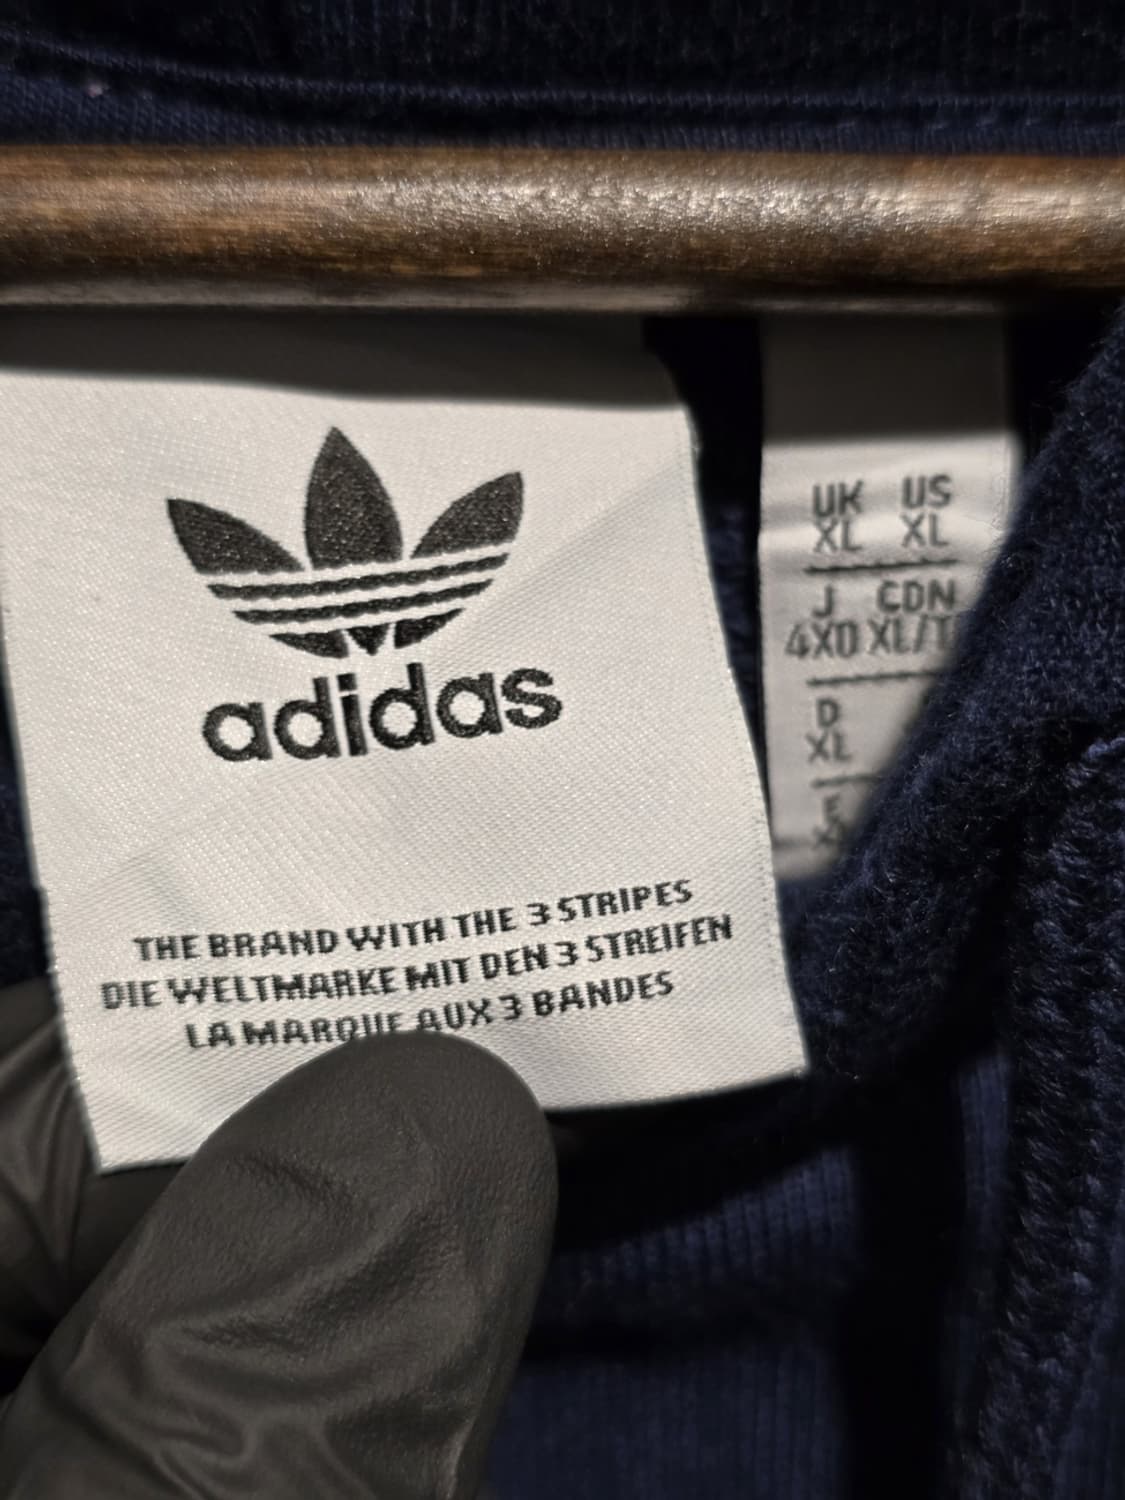 adidas
THE BRAND WITH THE 3 STRIPES
DIE WELTMARKE MIT DEN 3 STREIFEN
LA MARQUE AUX 3 BANDES
UK US
XL XL
J CDN
4XO XL/T
D
XL